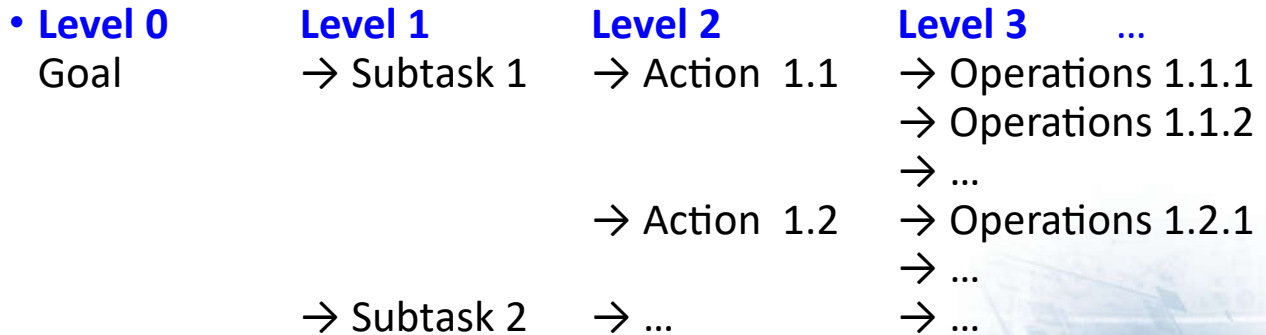 • Level 0 Level 1 Level 2 Level 3 ...
Goal → Subtask 1 → Action 1.1 → Operations 1.1.1
→ Operations 1.1.2
→ ...
→ Action 1.2 → Operations 1.2.1
→ ...
→ Subtask 2 → ... → ...